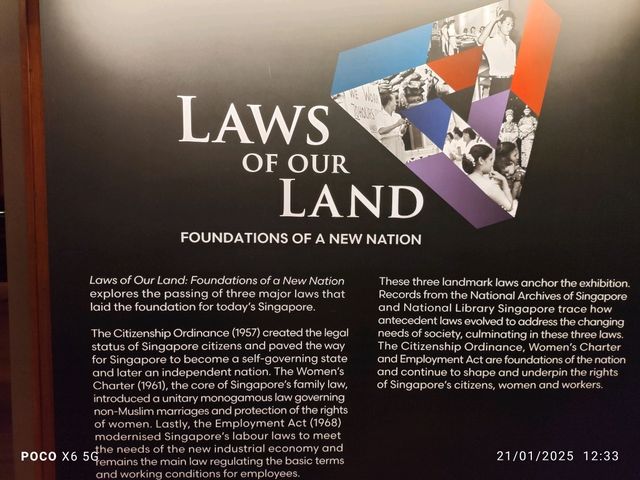 WE WON
7 HOURS
LAWS
OF OUR
LAND
FOUNDATIONS OF A NEW NATION
Laws of Our Land: Foundations of a New Nation
explores the passing of three major laws that
laid the foundation for today's Singapore.
The Citizenship Ordinance (1957) created the legal
status of Singapore citizens and paved the way
for Singapore to become a self-governing state
and later an independent nation. The Women's
Charter (1961), the core of Singapore's family law,
introduced a unitary monogamous law governing
non-Muslim marriages and protection of the rights
of women. Lastly, the Employment Act (1968)
modernised Singapore's labour laws to meet
the needs of the new industrial economy and
remains the main law regulating the basic terms
and working conditions for employees.
These three landmark laws anchor the exhibition.
Records from the National Archives of Singapore
and National Library Singapore trace how
antecedent laws evolved to address the changing
needs of society, culminating in these three laws.
The Citizenship Ordinance, Women's Charter
and Employment Act are foundations of the nation
and continue to shape and underpin the rights
of Singapore's citizens, women and workers.
POCO X6 5G
21/01/2025 12:33